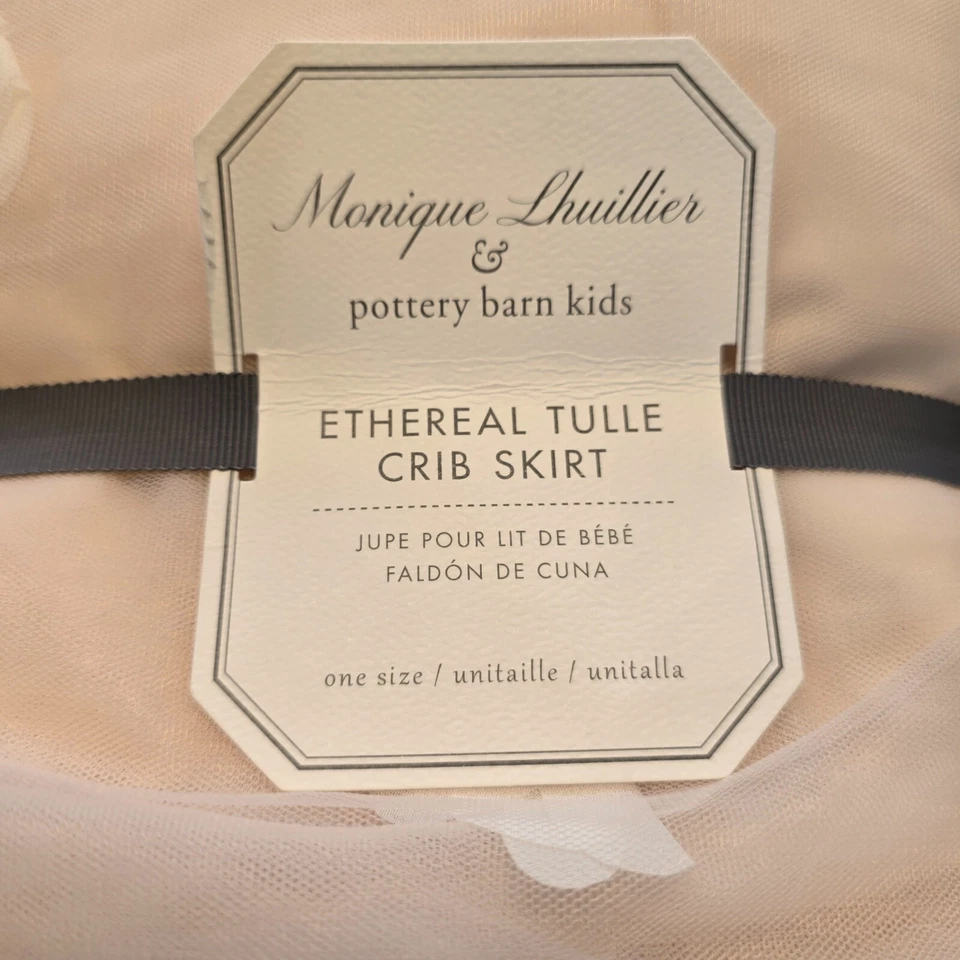 Monique Lhuillier
&
pottery barn kids
ETHEREAL TULLE
CRIB SKIRT
JUPE POUR LIT DE BÉBÉ
FALDÓN DE CUNA
one size / unitaille / unitalla